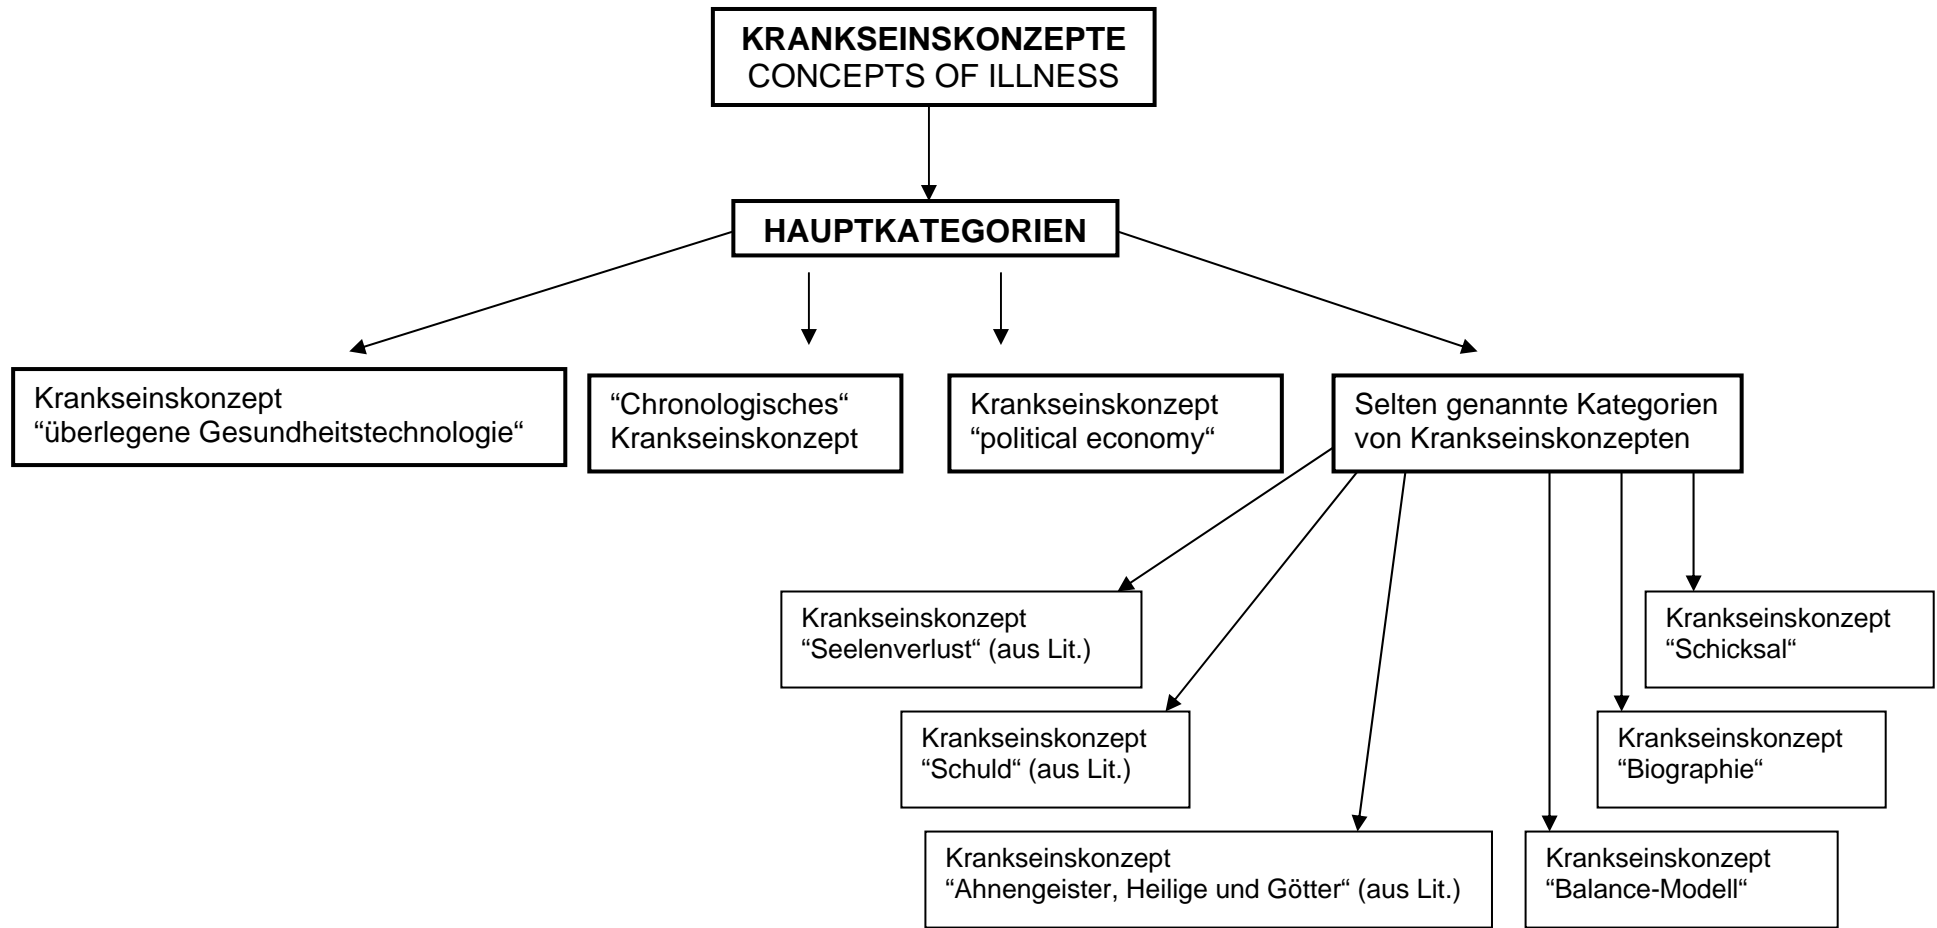 KRANKSEINSKONZEPTE
CONCEPTS OF ILLNESS
HAUPTKATEGORIEN
Krankseinskonzept
“überlegene Gesundheitstechnologie“
“Chronologisches“
Krankseinskonzept
Krankseinskonzept
“political economy“
Selten genannte Kategorien
von Krankseinskonzepten
Krankseinskonzept
“Seelenverlust“ (aus Lit.)
Krankseinskonzept
“Schicksal“
Krankseinskonzept
“Schuld“ (aus Lit.)
Krankseinskonzept
“Biographie“
Krankseinskonzept
“Ahnengeister, Heilige und Götter“ (aus Lit.)
Krankseinskonzept
“Balance-Modell“